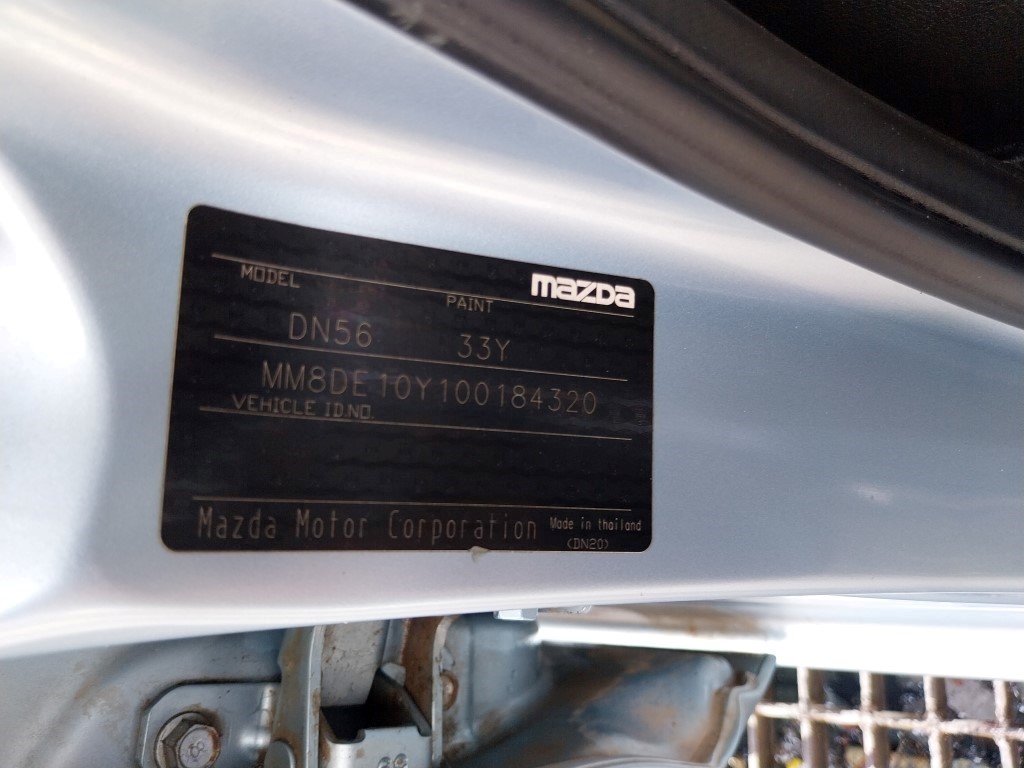 mazda
MODEL PAINT
DN56 33Y
MM8DE10Y100184320
VEHICLE ID.NO.
Mazda Motor Corporation Made in thailand
(DN20)